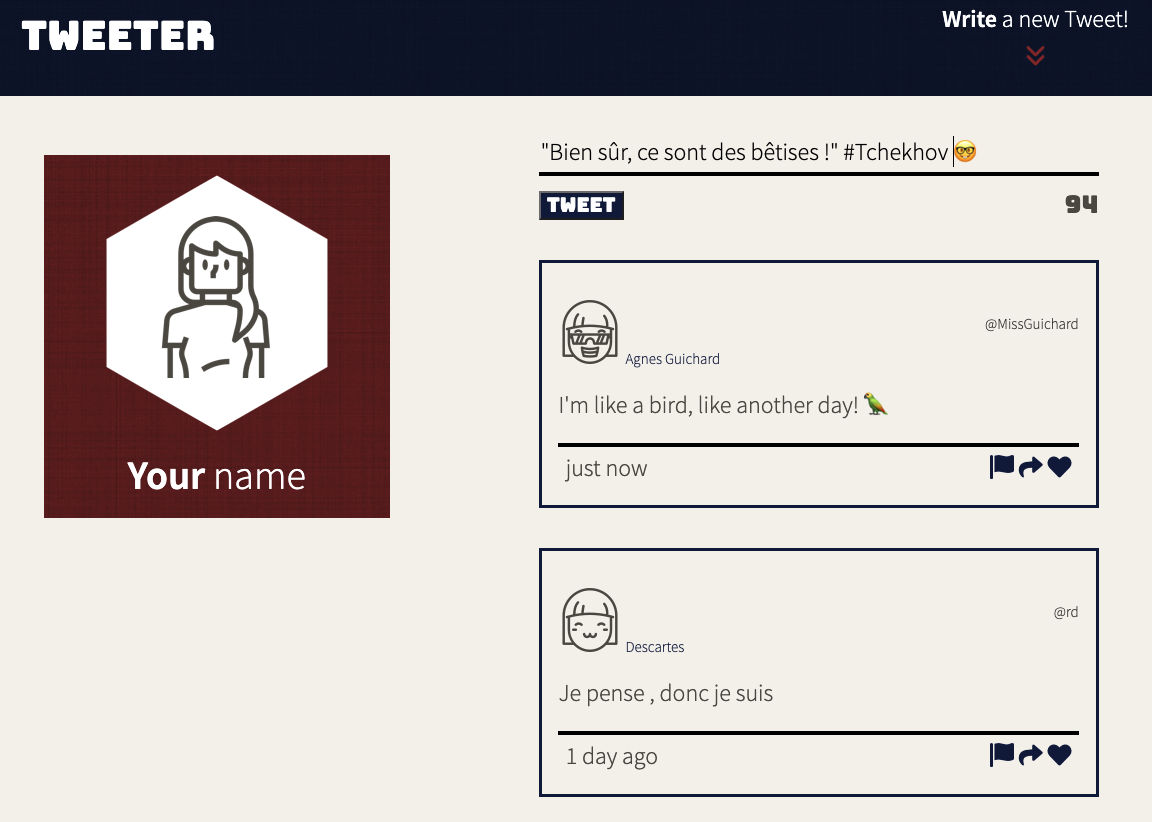 TWEETER
Write a new Tweet!
"Bien sûr, ce sont des bêtises !" #Tchekhov 🤓
TWEET
94
Your name
@MissGuichard
Agnes Guichard
I'm like a bird, like another day! 🦜
just now
@rd
Descartes
Je pense , donc je suis
1 day ago